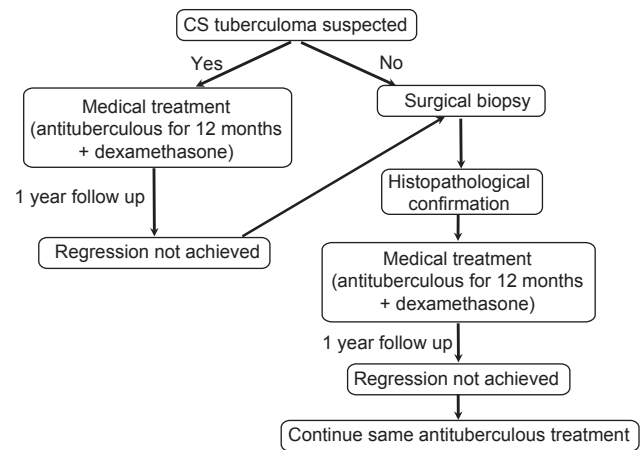 CS tuberculoma suspected
Yes
No
Medical treatment
(antituberculous for 12 months
+ dexamethasone)
Surgical biopsy
1 year follow up
Histopathological
confirmation
Regression not achieved
Medical treatment
(antituberculous for 12 months
+ dexamethasone)
1 year follow up
Regression not achieved
Continue same antituberculous treatment